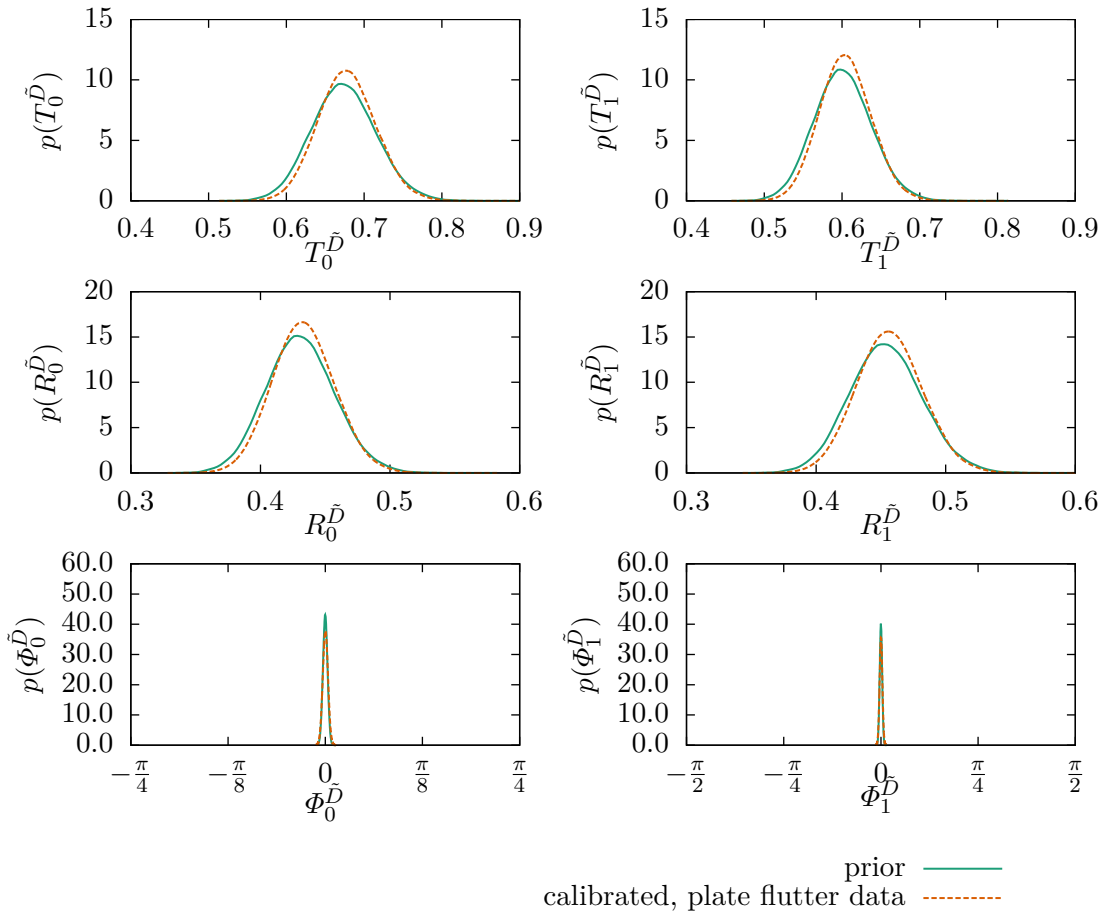 15
10
5
0
p(T_0^D̃)
0.4 0.5 0.6 0.7 0.8 0.9
T_0^D̃
15
10
5
0
p(T_1^D̃)
0.4 0.5 0.6 0.7 0.8 0.9
T_1^D̃
20
15
10
5
0
p(R_0^D̃)
0.3 0.4 0.5 0.6
R_0^D̃
20
15
10
5
0
p(R_1^D̃)
0.3 0.4 0.5 0.6
R_1^D̃
60.0
50.0
40.0
30.0
20.0
10.0
0.0
p(Φ_0^D̃)
−π/4 −π/8 0 π/8 π/4
Φ_0^D̃
60.0
50.0
40.0
30.0
20.0
10.0
0.0
p(Φ_1^D̃)
−π/2 −π/4 0 π/4 π/2
Φ_1^D̃
prior
calibrated, plate flutter data